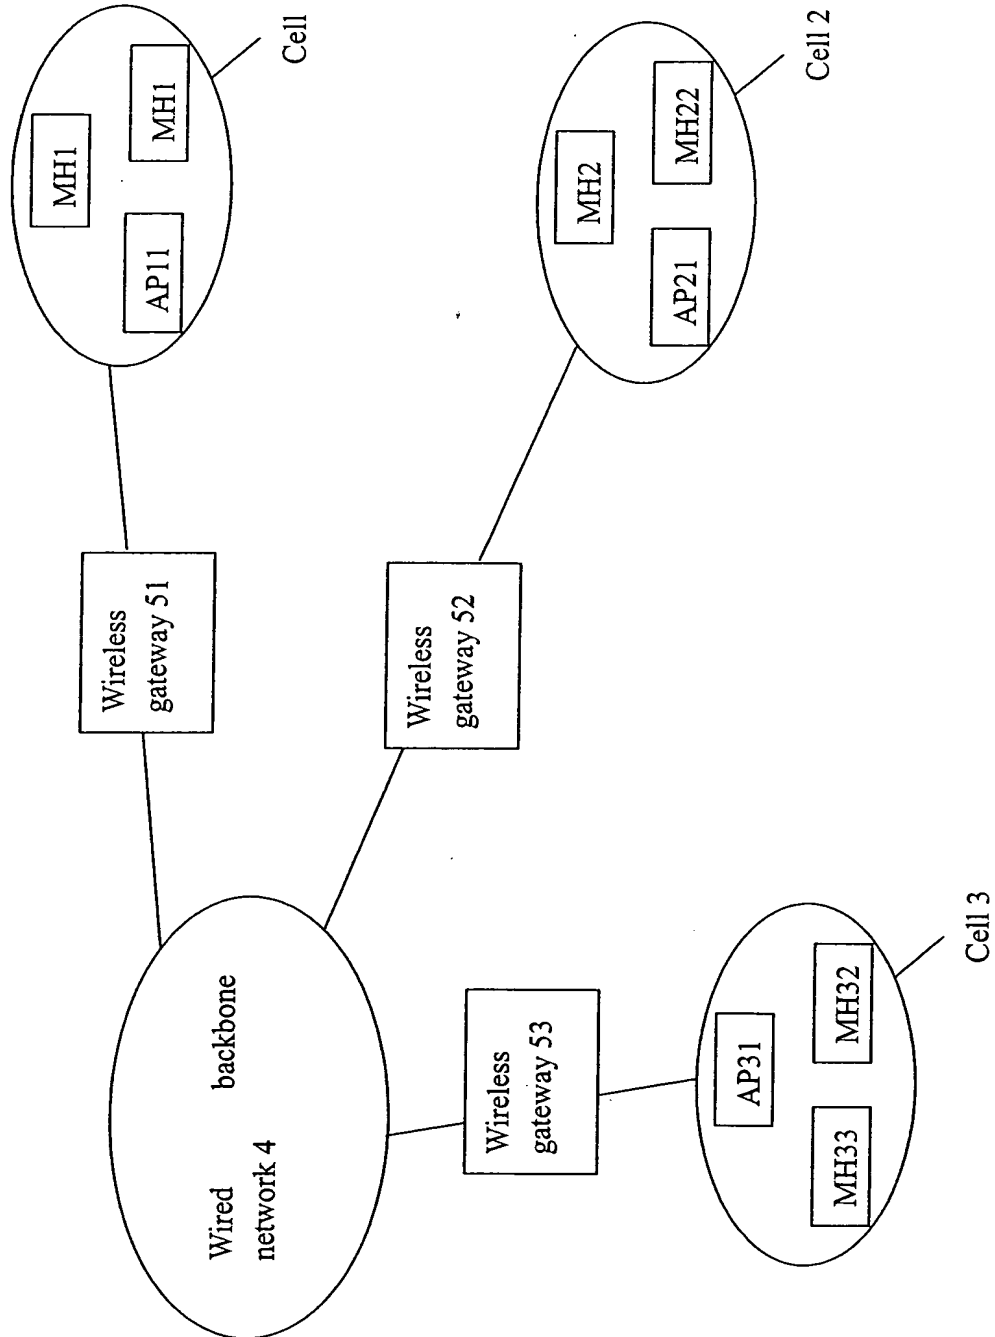 Wired backbone
network 4
Wireless
gateway 51
Wireless
gateway 52
Wireless
gateway 53
MH1
AP11
MH1
Cell
MH2
AP21
MH22
Cell 2
AP31
MH33
MH32
Cell 3